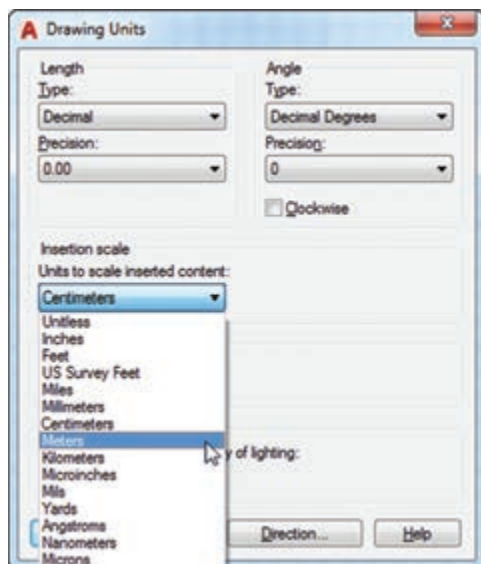 Drawing Units
Length
Type:
Decimal
Precision:
0.00
Angle
Type:
Decimal Degrees
Precision:
0
Clockwise
Insertion scale
Units to scale inserted content:
Centimeters
Unitless
Inches
Feet
US Survey Feet
Miles
Millimeters
Centimeters
Meters
Kilometers
Microinches
Mils
Yards
Angstroms
Nanometers
Microns
of lighting:
Direction...
Help